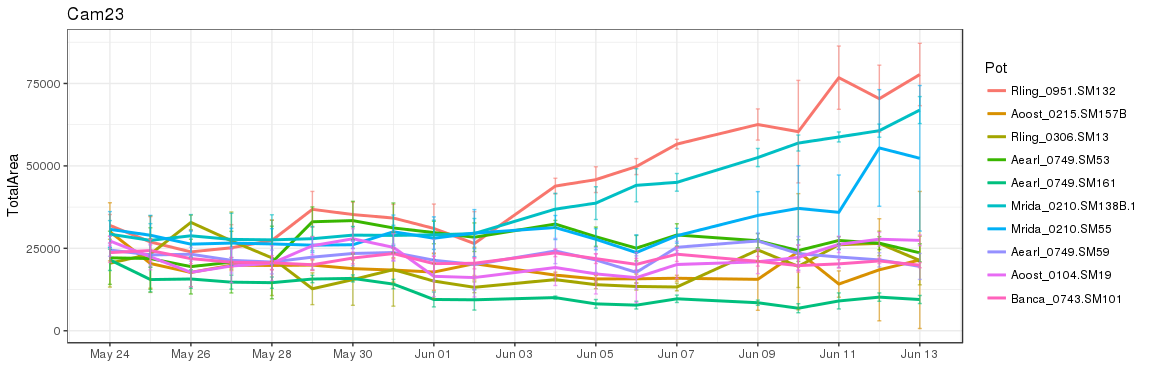 Cam23
TotalArea
75000
50000
25000
0
May 24 May 26 May 28 May 30 Jun 01 Jun 03 Jun 05 Jun 07 Jun 09 Jun 11 Jun 13
Pot
Rling_0951.SM132
Aoost_0215.SM157B
Rling_0306.SM13
Aearl_0749.SM53
Aearl_0749.SM161
Mrida_0210.SM138B.1
Mrida_0210.SM55
Aearl_0749.SM59
Aoost_0104.SM19
Banca_0743.SM101